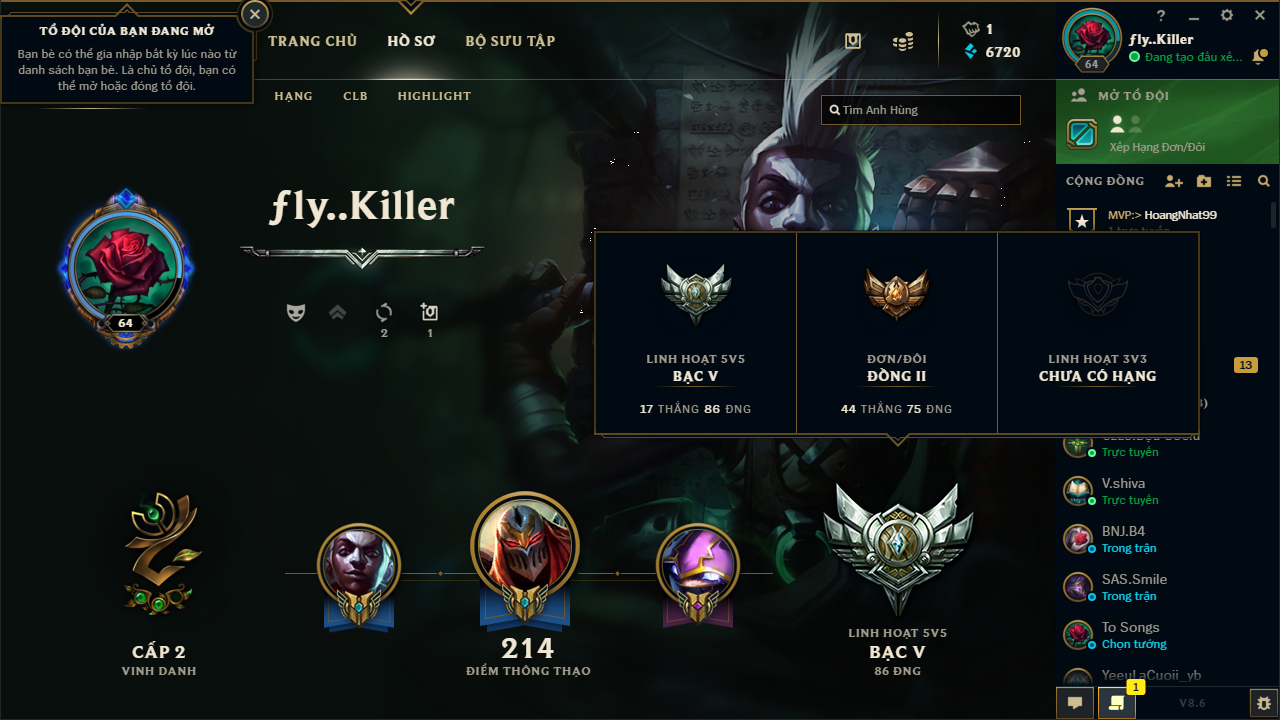 TỔ ĐỘI CỦA BẠN ĐANG MỞ
Bạn bè có thể gia nhập bất kỳ lúc nào từ
danh sách bạn bè. Là chủ tổ đội, bạn có
thể mở hoặc đóng tổ đội.
TRANG CHỦ
HỒ SƠ
BỘ SƯU TẬP
1
6720
?
64
ƒly..Killer
Đang tạo đấu xế...
HẠNG
CLB
HIGHLIGHT
Tìm Anh Hùng
MỞ TỔ ĐỘI
Xếp Hạng Đơn/Đôi
CỘNG ĐỒNG
MVP:> HoangNhat99
1 trực tuyến
ƒly..Killer
64
2
1
LINH HOẠT 5V5
BẠC V
17 THẮNG 86 ĐNG
ĐƠN/ĐÔI
ĐỒNG II
44 THẮNG 75 ĐNG
LINH HOẠT 3V3
CHƯA CÓ HẠNG
13
Trực tuyến
V.shiva
Trực tuyến
BNJ.B4
Trong trận
SAS.Smile
Trong trận
To Songs
Chọn tướng
YeeuLaCuoii_yb
CẤP 2
VINH DANH
214
ĐIỂM THÔNG THẠO
LINH HOẠT 5V5
BẠC V
86 ĐNG
1
V8.6